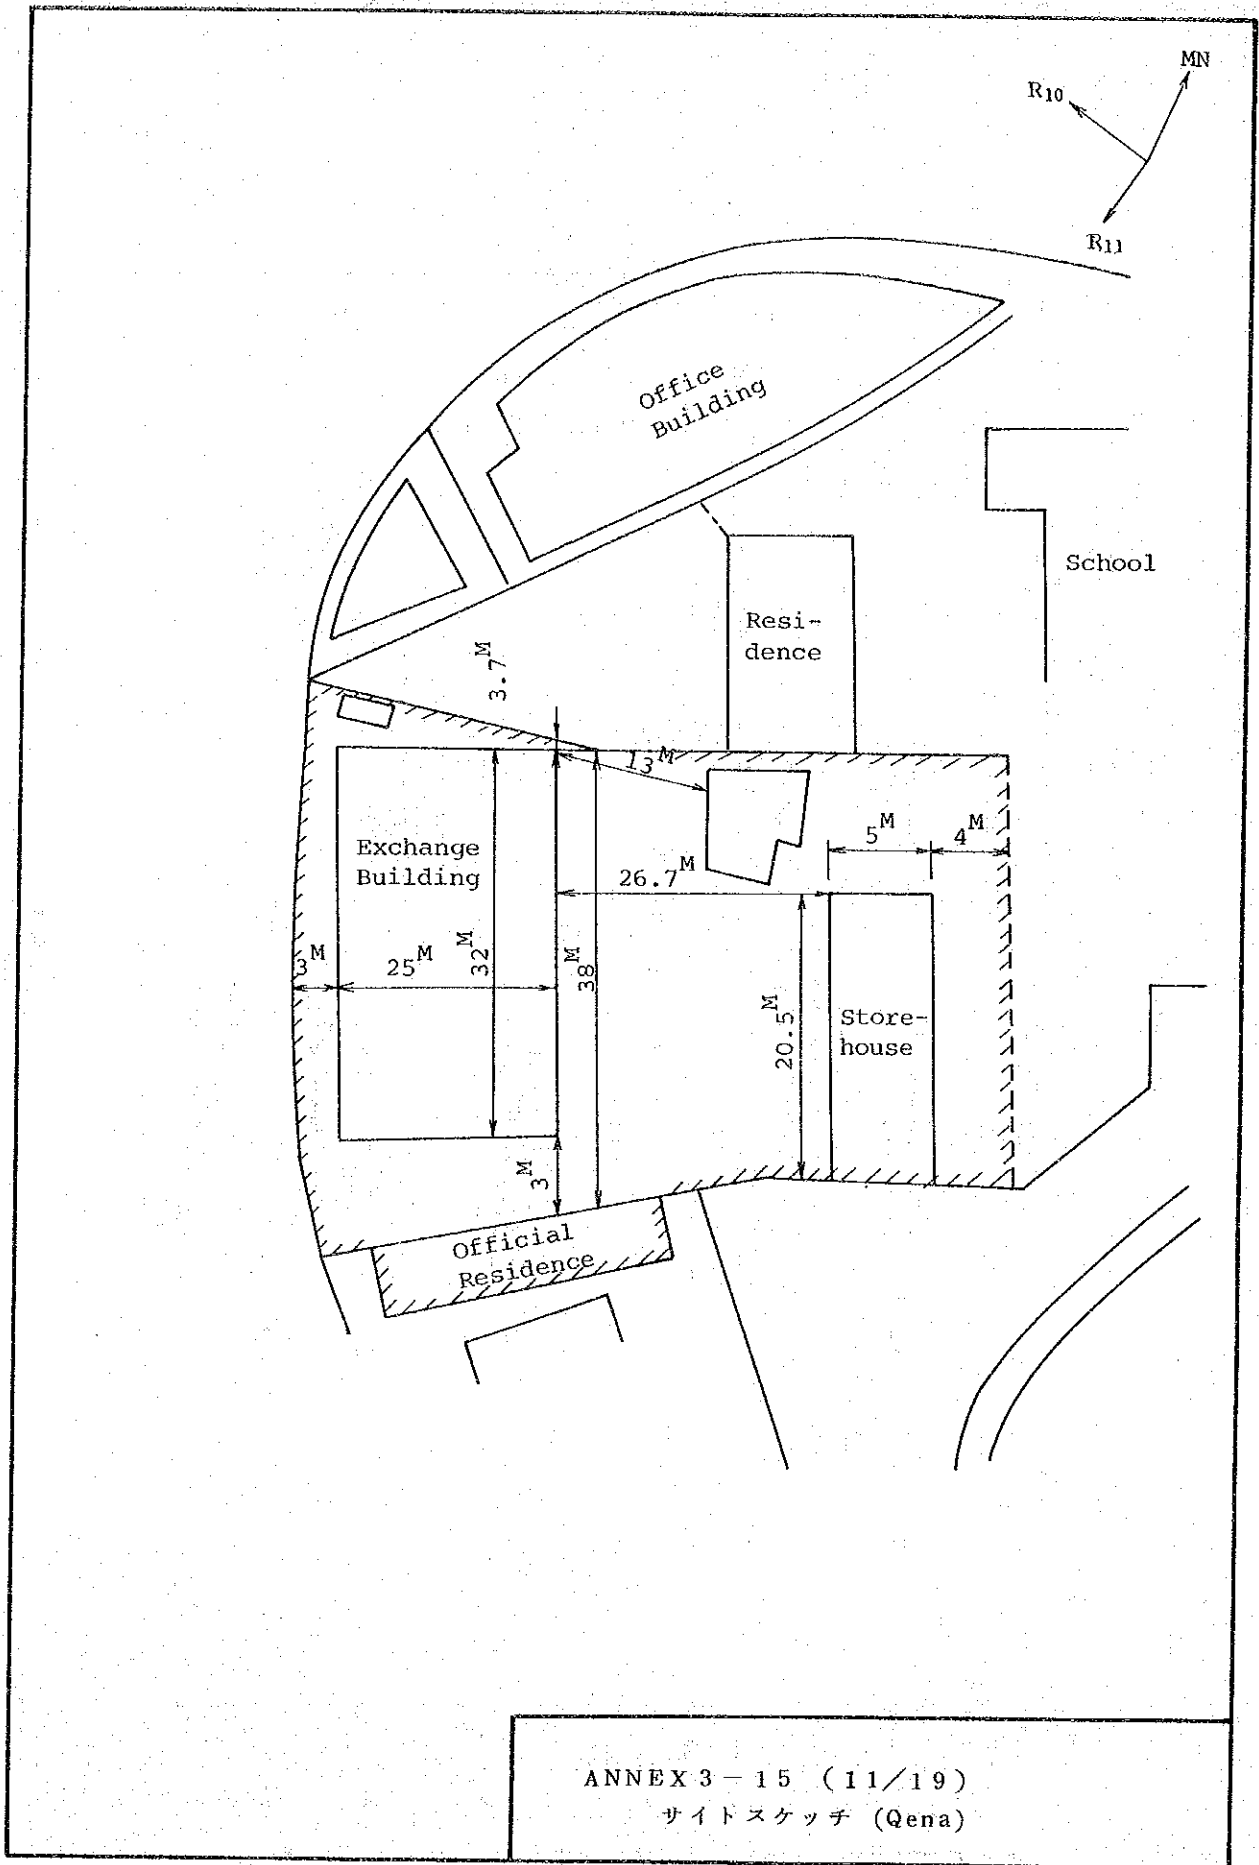 MN
R10
R11
Office
Building
School
Resi-
dence
3.7M
13M
Exchange
Building
5M
4M
26.7M
3M
25M
32M
38M
20.5M
Store-
house
3M
Official
Residence
ANNEX 3－15 (11/19)
サイトスケッチ (Qena)